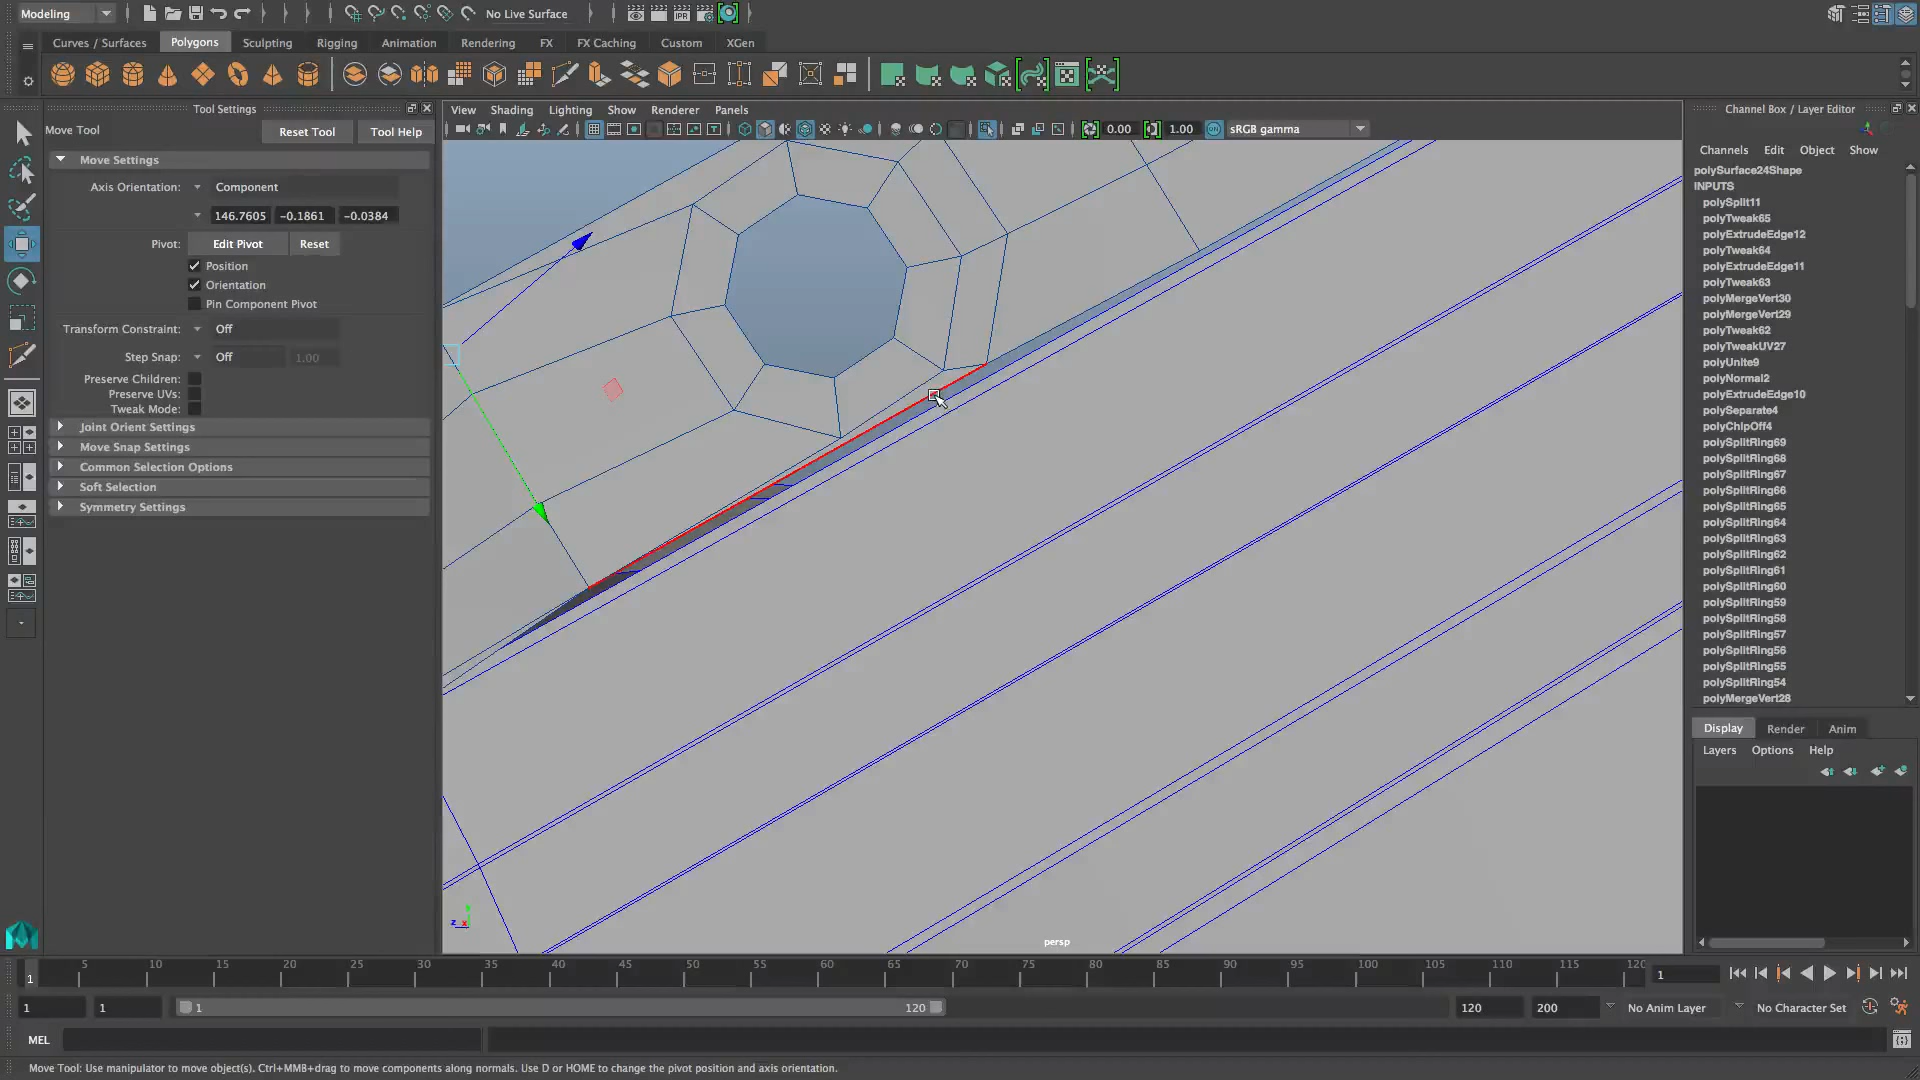 Modeling
No Live Surface
IPR
Curves / Surfaces
Polygons
Sculpting
Rigging
Animation
Rendering
FX
FX Caching
Custom
XGen
Tool Settings
Move Tool
Reset Tool
Tool Help
Move Settings
Axis Orientation:
Component
146.7605
-0.1861
-0.0384
Pivot:
Edit Pivot
Reset
Position
Orientation
Pin Component Pivot
Transform Constraint:
Off
Step Snap:
Off
1.00
Preserve Children:
Preserve UVs:
Tweak Mode:
Joint Orient Settings
Move Snap Settings
Common Selection Options
Soft Selection
Symmetry Settings
View
Shading
Lighting
Show
Renderer
Panels
0.00
1.00
sRGB gamma
persp
Channel Box / Layer Editor
Channels
Edit
Object
Show
polySurface24Shape
INPUTS
polySplit11
polyTweak65
polyExtrudeEdge12
polyTweak64
polyExtrudeEdge11
polyTweak63
polyMergeVert30
polyMergeVert29
polyTweak62
polyTweakUV27
polyUnite9
polyNormal2
polyExtrudeEdge10
polySeparate4
polyChipOff4
polySplitRing69
polySplitRing68
polySplitRing67
polySplitRing66
polySplitRing65
polySplitRing64
polySplitRing63
polySplitRing62
polySplitRing61
polySplitRing60
polySplitRing59
polySplitRing58
polySplitRing57
polySplitRing56
polySplitRing55
polySplitRing54
polyMergeVert28
Display
Render
Anim
Layers
Options
Help
1 5 10 15 20 25 30 35 40 45 50 55 60 65 70 75 80 85 90 95 100 105 110 115 120
1
1
1
1
120
120
200
No Anim Layer
No Character Set
MEL
Move Tool: Use manipulator to move object(s). Ctrl+MMB+drag to move components along normals. Use D or HOME to change the pivot position and axis orientation.